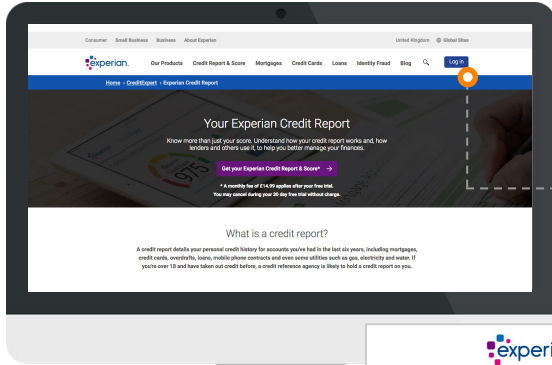 Consumer Small Business Business About Experian United Kingdom Global Sites
experian. Our Products Credit Report & Score Mortgages Credit Cards Loans Identity Fraud Blog Log in
Home › CreditExpert › Experian Credit Report
Your Experian Credit Report
Know more than just your score. Understand how your credit report works and, how
lenders and others use it, to help you better manage your finances.
975
Get your Experian Credit Report & Score* →
* A monthly fee of £14.99 applies after your free trial.
You may cancel during your 30 day free trial without charge.
What is a credit report?
A credit report details your personal credit history for accounts you've had in the last six years, including mortgages,
credit cards, overdrafts, loans, mobile phone contracts and even some utilities such as gas, electricity and water. If
you're over 18 and have taken out credit before, a credit reference agency is likely to hold a credit report on you.
experi